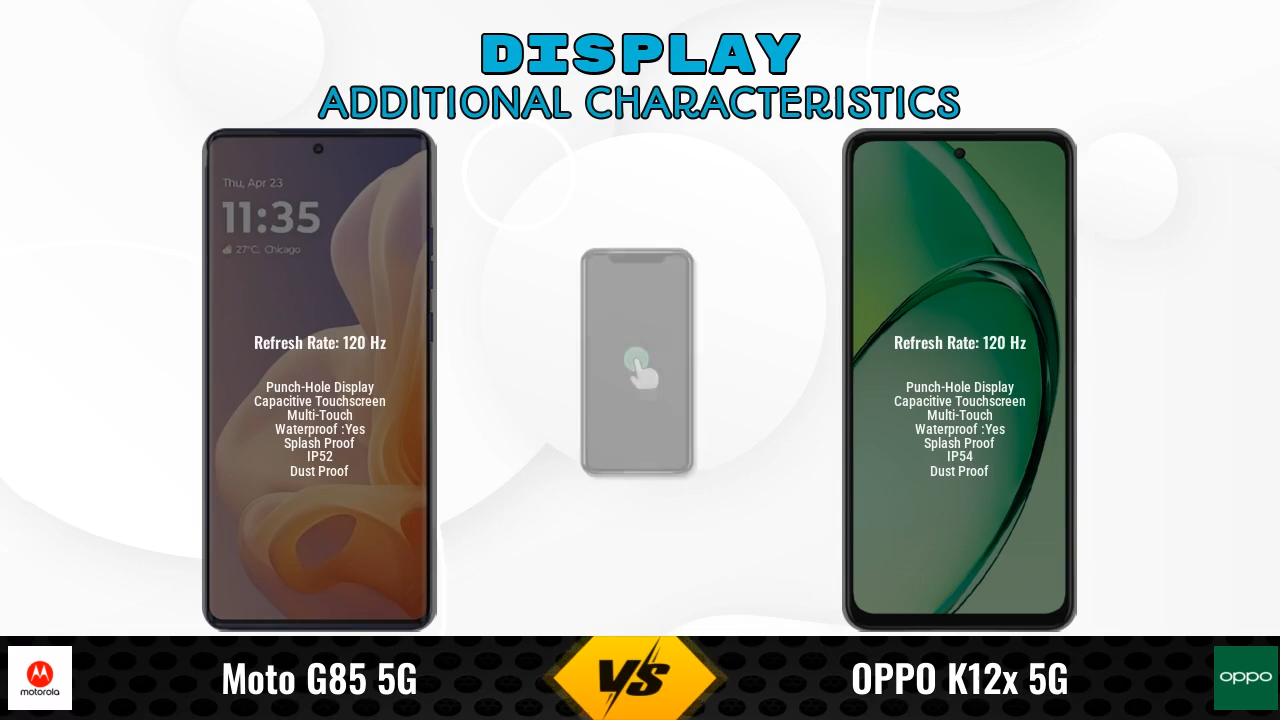 DISPLAY
ADDITIONAL CHARACTERISTICS
Thu, Apr 23
11:35
27°C, Chicago
Refresh Rate: 120 Hz
Punch-Hole Display
Capacitive Touchscreen
Multi-Touch
Waterproof :Yes
Splash Proof
IP52
Dust Proof
Refresh Rate: 120 Hz
Punch-Hole Display
Capacitive Touchscreen
Multi-Touch
Waterproof :Yes
Splash Proof
IP54
Dust Proof
motorola
Moto G85 5G
VS
OPPO K12x 5G
oppo